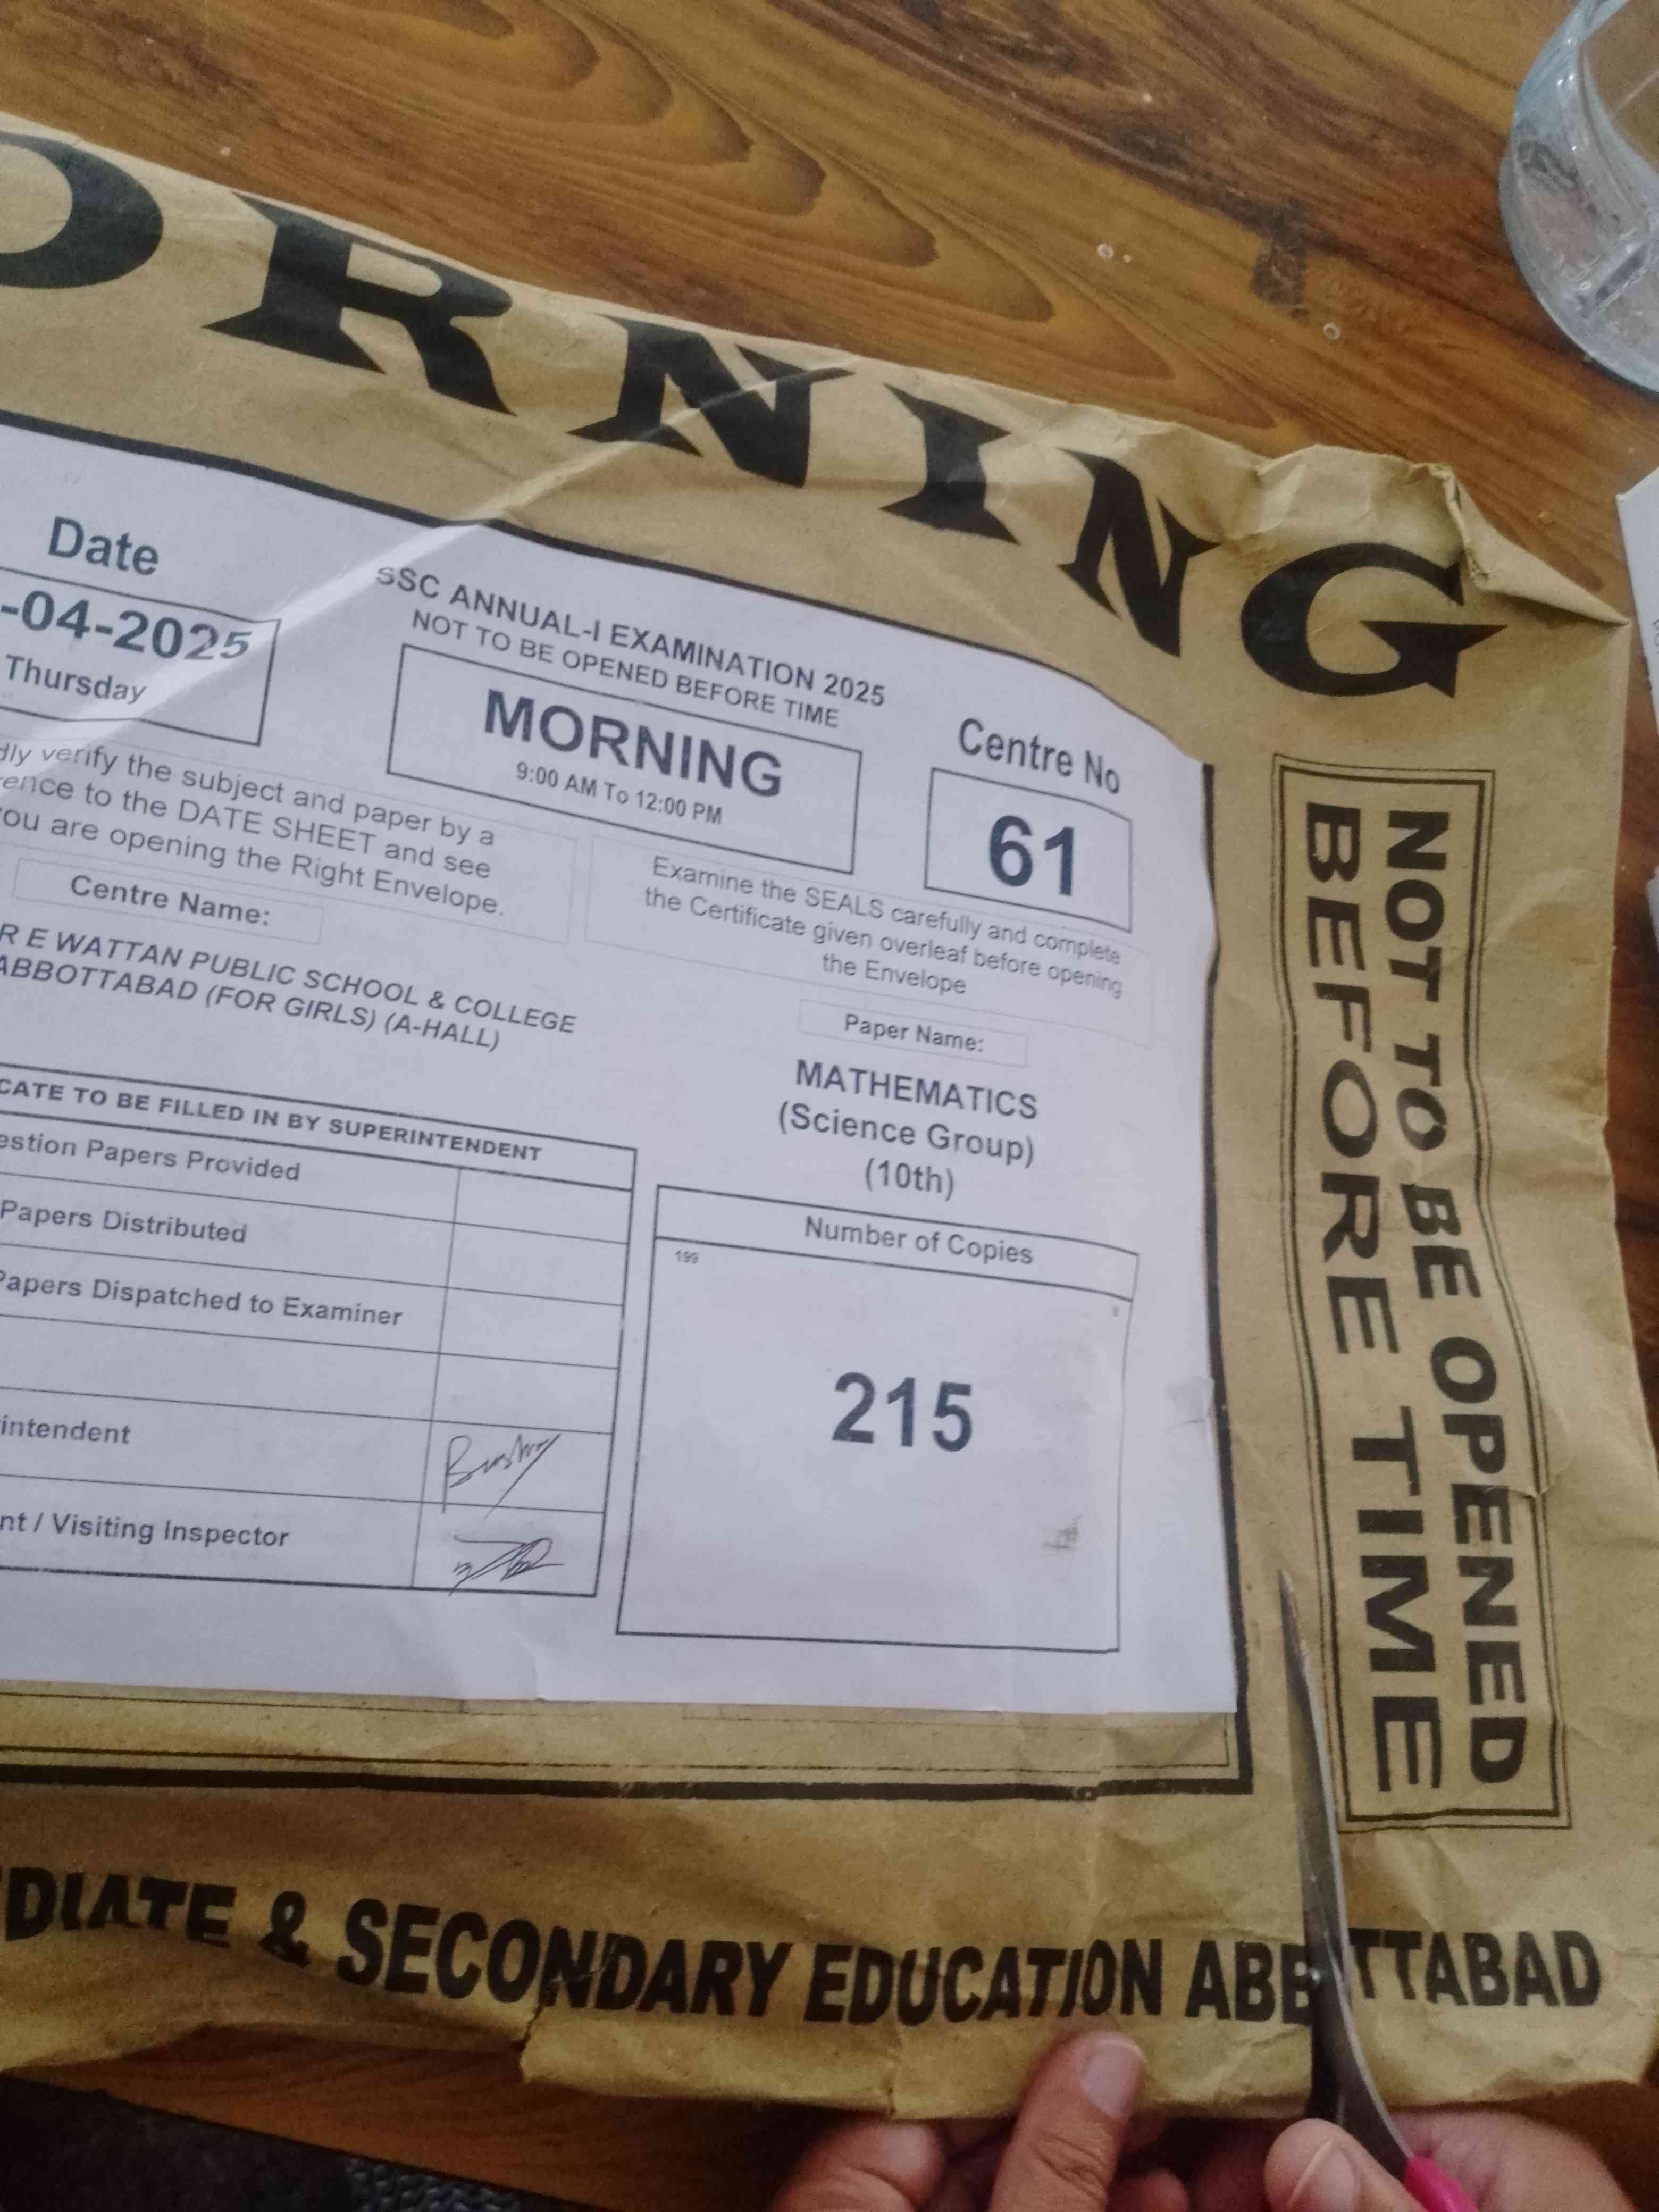 ORNING
Date
-04-2025
Thursday
SSC ANNUAL-I EXAMINATION 2025
NOT TO BE OPENED BEFORE TIME
MORNING
9:00 AM To 12:00 PM
Centre No
61
dly verify the subject and paper by a
ence to the DATE SHEET and see
ou are opening the Right Envelope.
Examine the SEALS carefully and complete
the Certificate given overleaf before opening
the Envelope
Centre Name:
R E WATTAN PUBLIC SCHOOL & COLLEGE
ABBOTTABAD (FOR GIRLS) (A-HALL)
Paper Name:
MATHEMATICS
(Science Group)
(10th)
CATE TO BE FILLED IN BY SUPERINTENDENT
estion Papers Provided
Papers Distributed
Papers Dispatched to Examiner
intendent
nt / Visiting Inspector
Number of Copies
199
215
NOT TO BE OPENED
BEFORE TIME
DIATE & SECONDARY EDUCATION ABB TTABAD